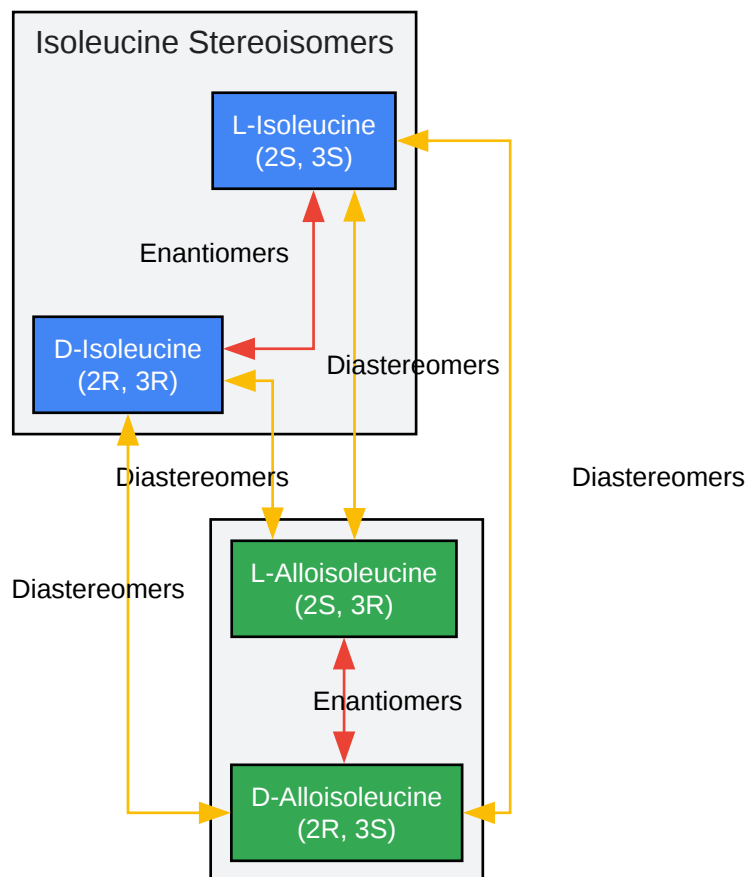 Isoleucine Stereoisomers
L-Isoleucine
(2S, 3S)
Enantiomers
D-Isoleucine
(2R, 3R)
Diastereomers
Diastereomers
Diastereomers
Diastereomers
L-Alloisoleucine
(2S, 3R)
Enantiomers
D-Alloisoleucine
(2R, 3S)